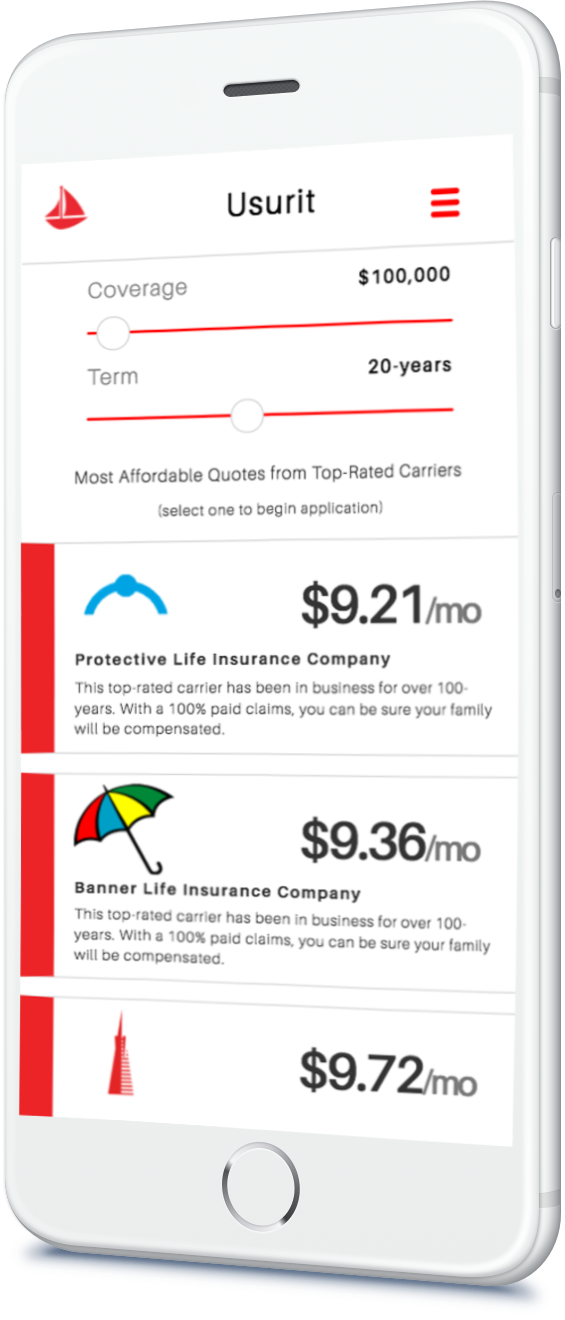 Usurit
Coverage $100,000
Term 20-years
Most Affordable Quotes from Top-Rated Carriers
(select one to begin application)
$9.21/mo
Protective Life Insurance Company
This top-rated carrier has been in business for over 100-
years. With a 100% paid claims, you can be sure your family
will be compensated.
$9.36/mo
Banner Life Insurance Company
This top-rated carrier has been in business for over 100-
years. With a 100% paid claims, you can be sure your family
will be compensated.
$9.72/mo